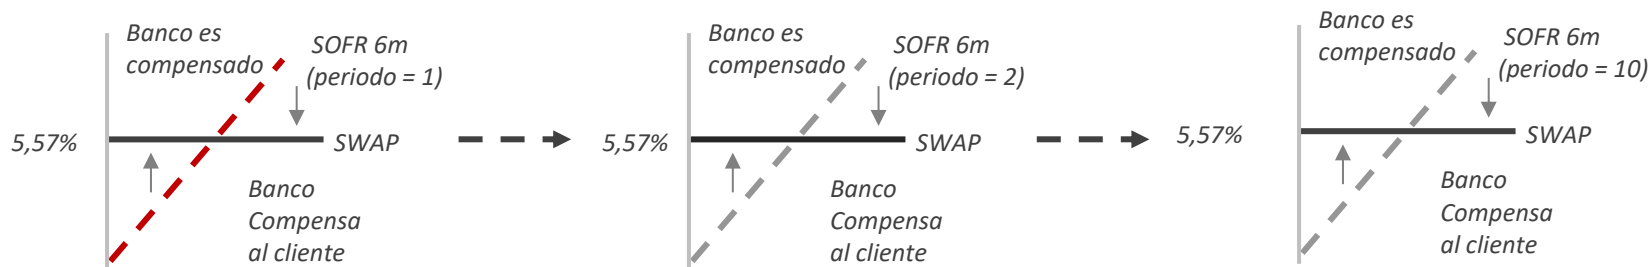 Banco es
compensado
SOFR 6m
(periodo = 1)
5,57%
SWAP
Banco
Compensa
al cliente
Banco es
compensado
SOFR 6m
(periodo = 2)
5,57%
SWAP
Banco
Compensa
al cliente
Banco es
compensado
SOFR 6m
(periodo = 10)
5,57%
SWAP
Banco
Compensa
al cliente